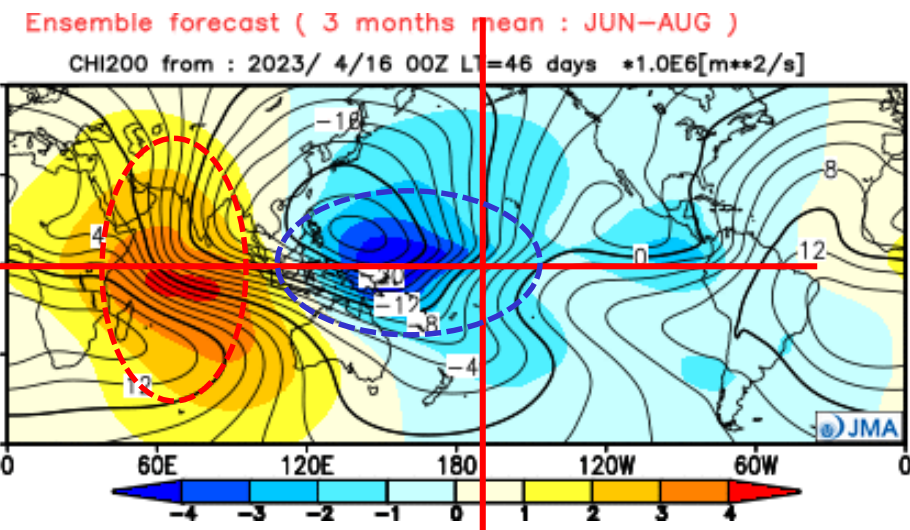 Ensemble forecast ( 3 months mean : JUN−AUG )
CHI200 from : 2023/ 4/16 00Z LT=46 days *1.0E6[m**2/s]
−16
8
4
0
12
−12
−8
−4
12
JMA
0 60E 120E 180 120W 60W 0
−4 −3 −2 −1 0 1 2 3 4